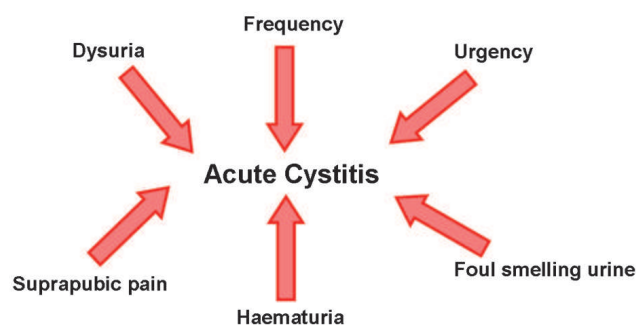 Frequency
Dysuria
Urgency
Acute Cystitis
Suprapubic pain
Foul smelling urine
Haematuria